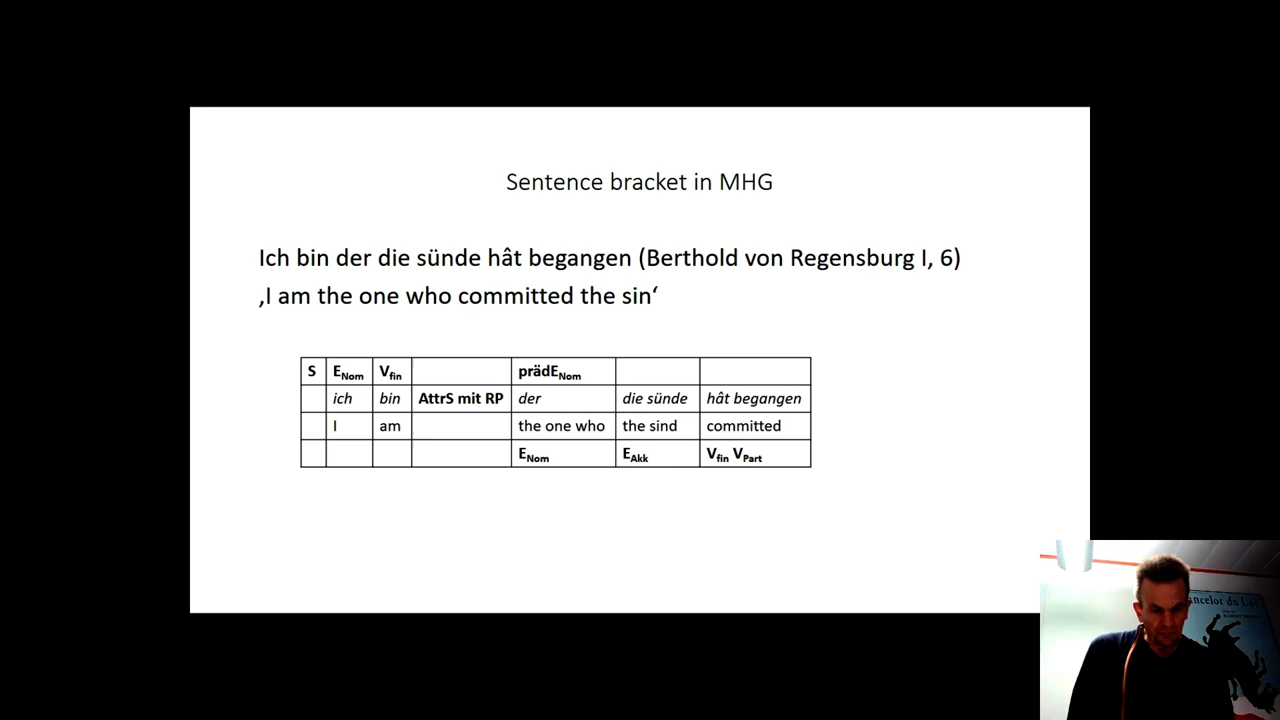 Sentence bracket in MHG
Ich bin der die sünde hât begangen (Berthold von Regensburg I, 6)
‚I am the one who committed the sin‘
S ENom Vfin prädENom
ich bin AttrS mit RP der die sünde hât begangen
I am the one who the sind committed
ENom EAkk Vfin VPart
du